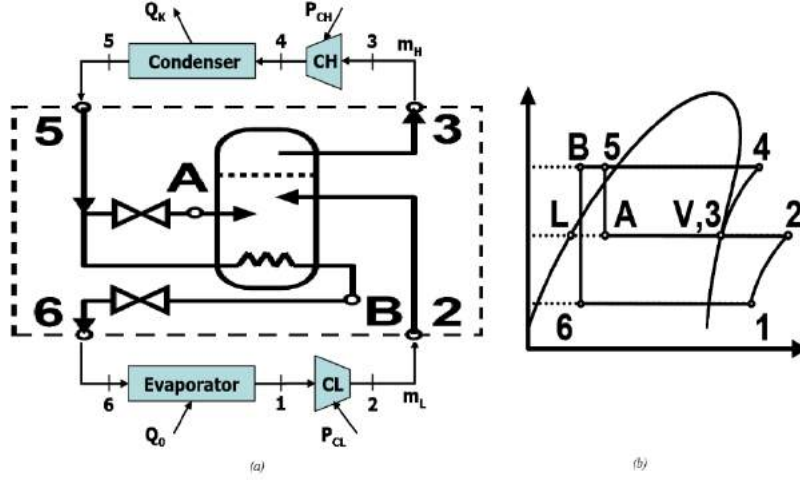 Q_K
P_CH
5
Condenser
4
CH
3
m_H
5
3
A
6
B
2
6
Evaporator
1
CL
2
m_L
Q_0
P_CL
(a)
B 5 4
L A V,3 2
6 1
(b)